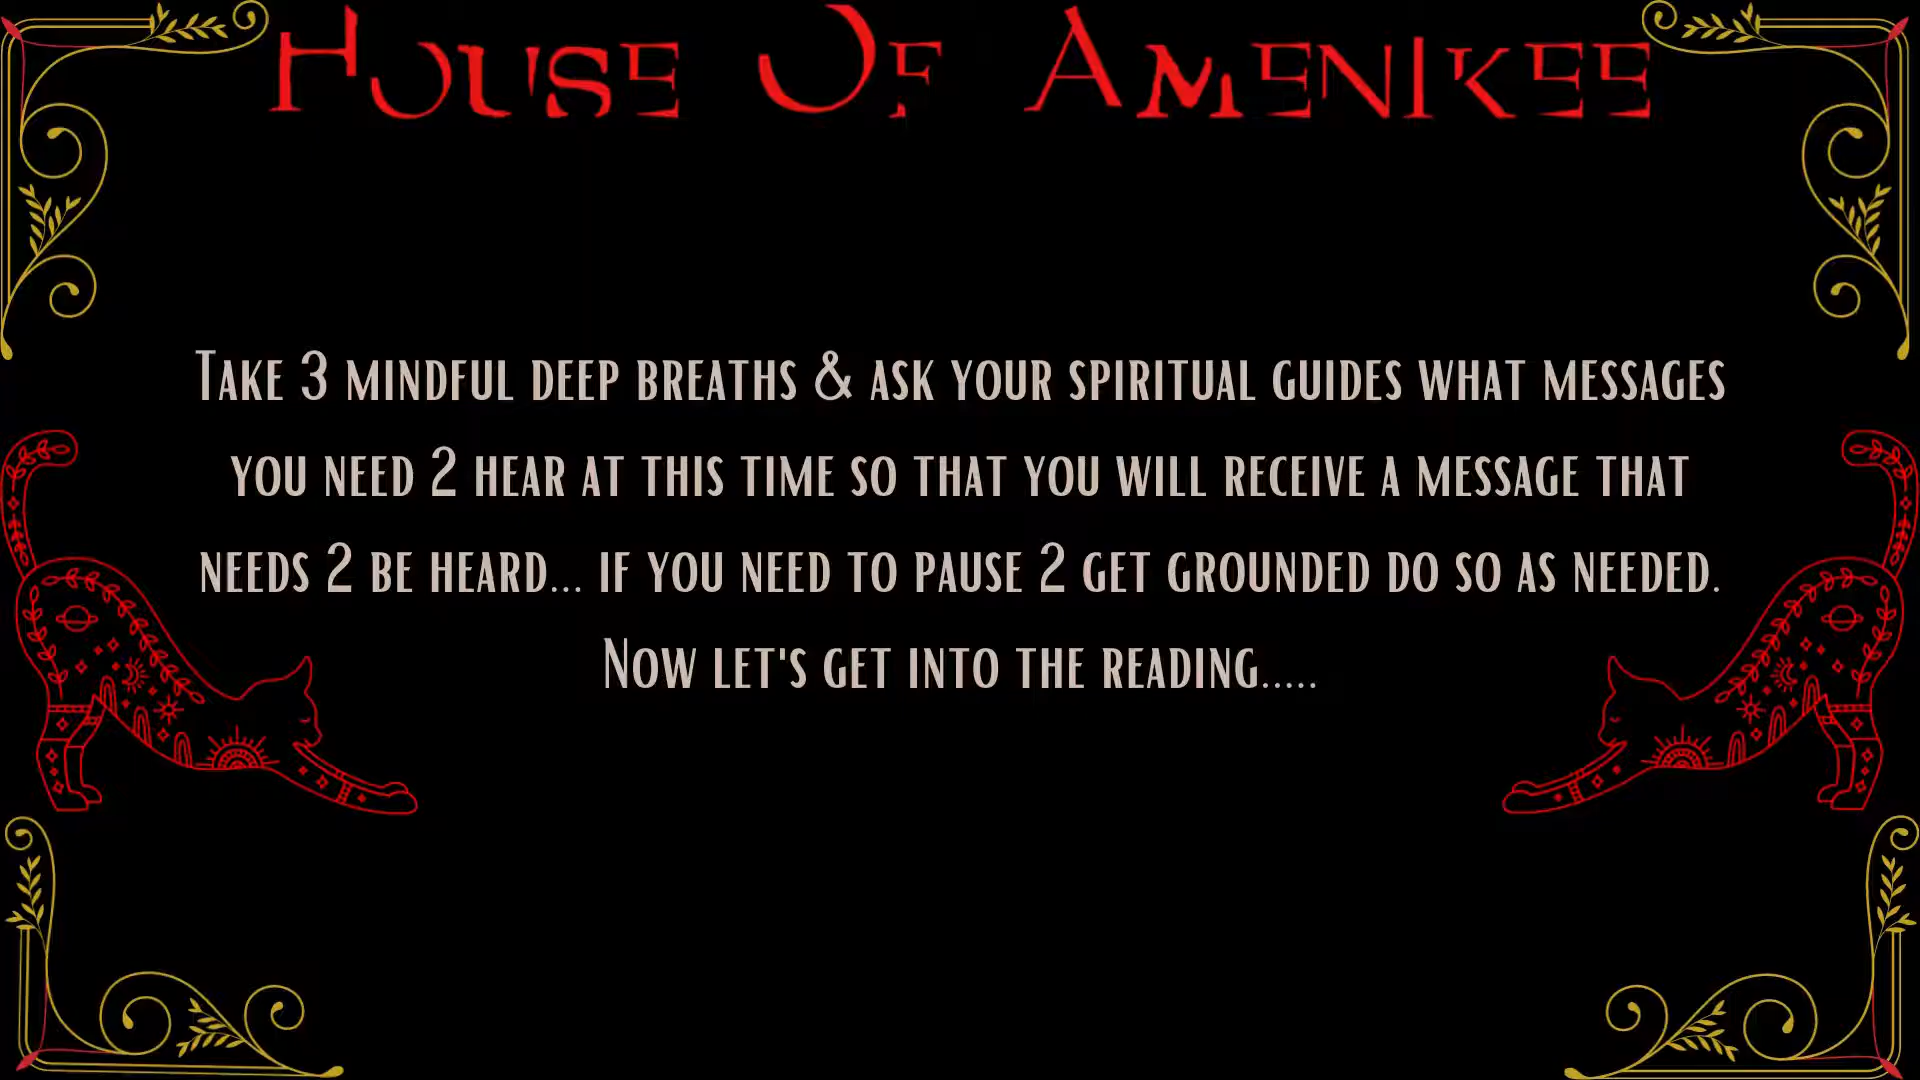 House Of Amenikee
Take 3 mindful deep breaths & ask your spiritual guides what messages
you need 2 hear at this time so that you will receive a message that
needs 2 be heard... if you need to pause 2 get grounded do so as needed.
Now let's get into the reading.....